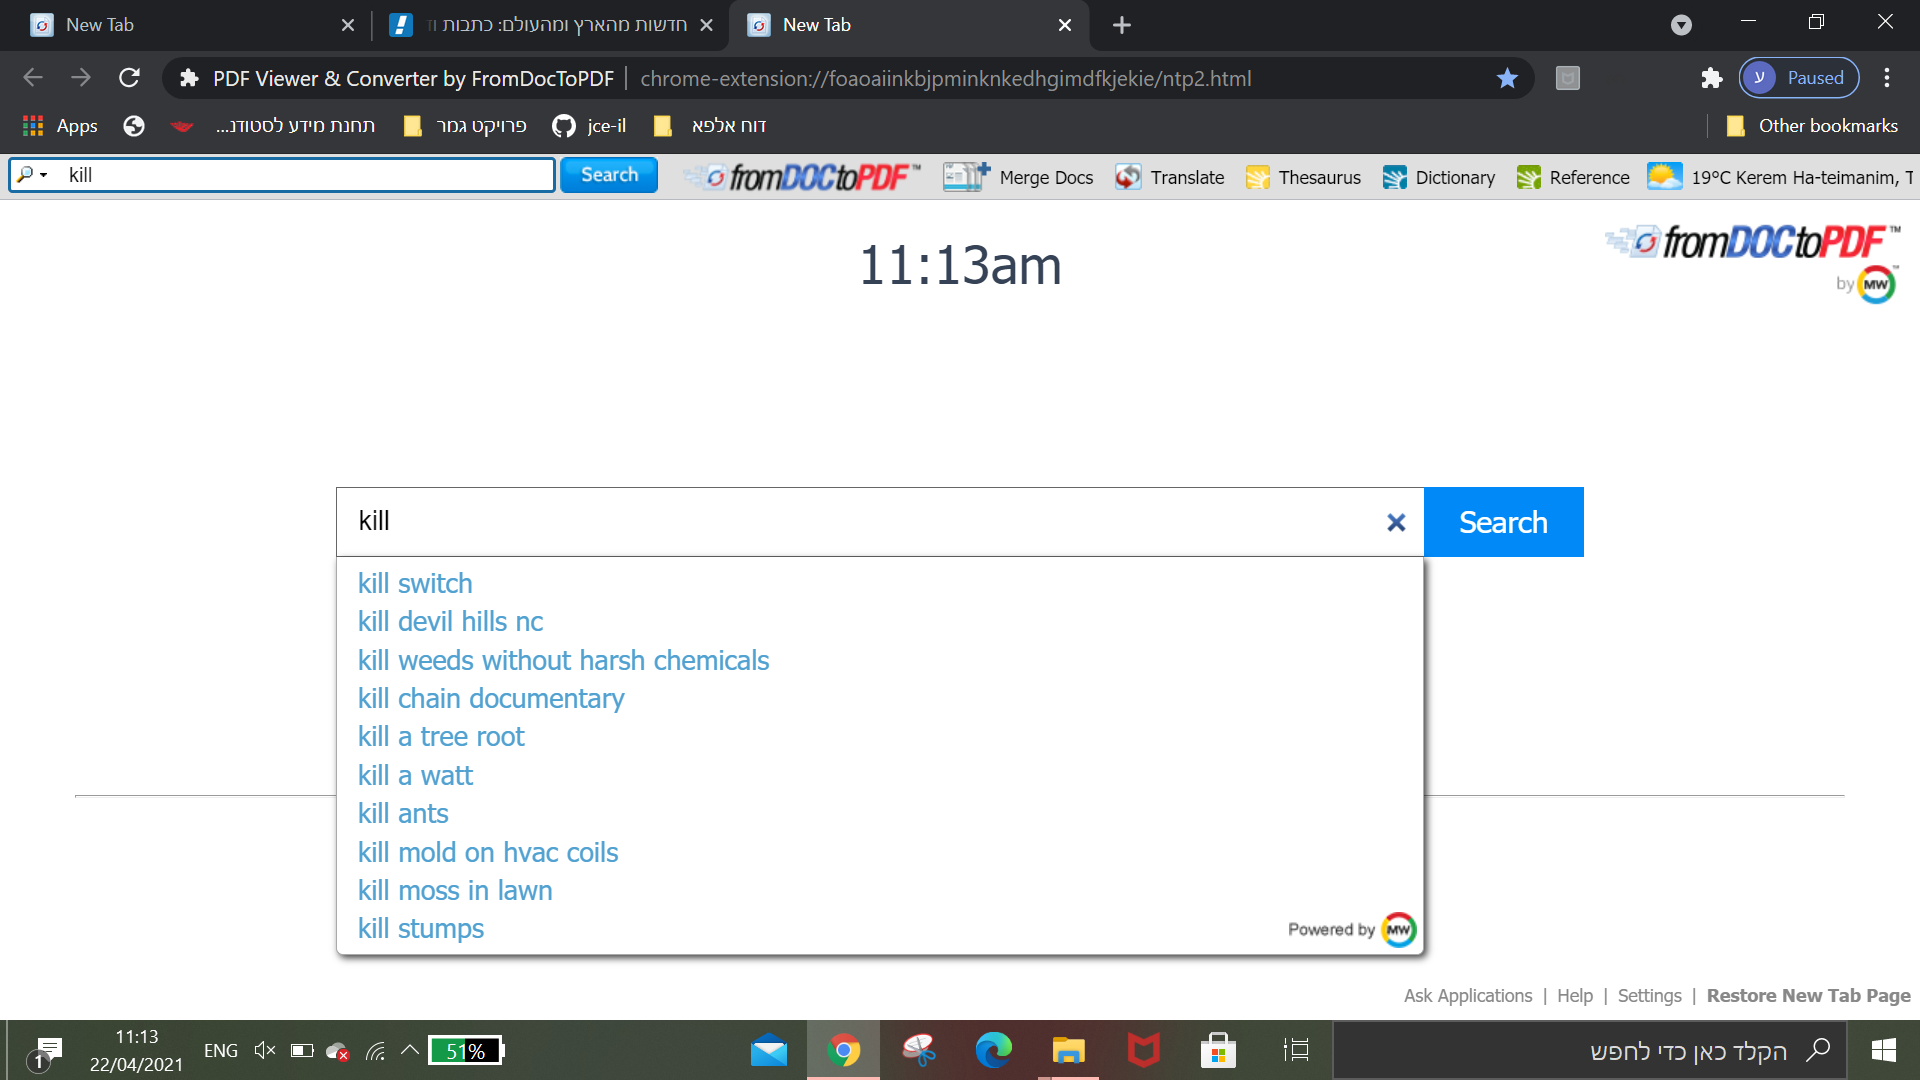 New Tab
חדשות מהארץ ומהעולם: כתבות
New Tab
PDF Viewer & Converter by FromDocToPDF
chrome-extension://foaoaiinkbjpminknkedhgimdfkjekie/ntp2.html
ע Paused
Apps
תחנת מידע לסטודנ...
פרויקט גמר
jce-il
דוח אלפא
Other bookmarks
kill
Search
fromDOCtoPDF™
Merge Docs
Translate
Thesaurus
Dictionary
Reference
19°C Kerem Ha-teimanim, T
11:13am
fromDOCtoPDF™
by MW
kill
Search
kill switch
kill devil hills nc
kill weeds without harsh chemicals
kill chain documentary
kill a tree root
kill a watt
kill ants
kill mold on hvac coils
kill moss in lawn
kill stumps
Powered by MW
Ask Applications | Help | Settings | Restore New Tab Page
1
11:13
22/04/2021
ENG
51%
הקלד כאן כדי לחפש